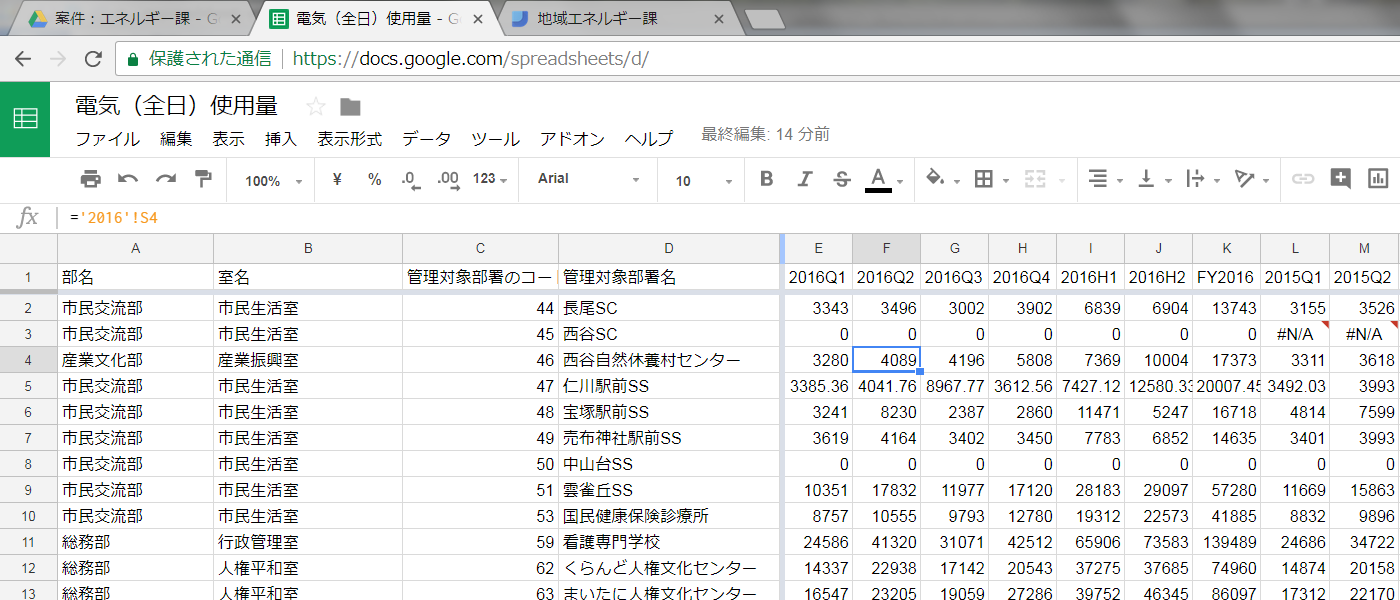 案件：エネルギー課 - G
電気（全日）使用量 - G
地域エネルギー課
保護された通信 https://docs.google.com/spreadsheets/d/
電気（全日）使用量
ファイル 編集 表示 挿入 表示形式 データ ツール アドオン ヘルプ 最終編集: 14 分前
100% ¥ % .0 .00 123 Arial 10 B I S A
fx ='2016'!S4
A B C D E F G H I J K L M
1 部名 室名 管理対象部署のコー 管理対象部署名 2016Q1 2016Q2 2016Q3 2016Q4 2016H1 2016H2 FY2016 2015Q1 2015Q2
2 市民交流部 市民生活室 44 長尾SC 3343 3496 3002 3902 6839 6904 13743 3155 3526
3 市民交流部 市民生活室 45 西谷SC 0 0 0 0 0 0 0 #N/A #N/A
4 産業文化部 産業振興室 46 西谷自然休養村センター 3280 4089 4196 5808 7369 10004 17373 3311 3618
5 市民交流部 市民生活室 47 仁川駅前SS 3385.36 4041.76 8967.77 3612.56 7427.12 12580.33 20007.45 3492.03 3993
6 市民交流部 市民生活室 48 宝塚駅前SS 3241 8230 2387 2860 11471 5247 16718 4814 7599
7 市民交流部 市民生活室 49 売布神社駅前SS 3619 4164 3402 3450 7783 6852 14635 3401 3993
8 市民交流部 市民生活室 50 中山台SS 0 0 0 0 0 0 0 0 0
9 市民交流部 市民生活室 51 雲雀丘SS 10351 17832 11977 17120 28183 29097 57280 11669 15863
10 市民交流部 市民生活室 53 国民健康保険診療所 8757 10555 9793 12780 19312 22573 41885 8832 9896
11 総務部 行政管理室 59 看護専門学校 24586 41320 31071 42512 65906 73583 139489 24686 34722
12 総務部 人権平和室 62 くらんど人権文化センター 14337 22938 17142 20543 37275 37685 74960 14874 20158
13 総務部 人権平和室 63 まいたに人権文化センター 16547 23205 19059 27286 39752 46345 86097 17312 22170